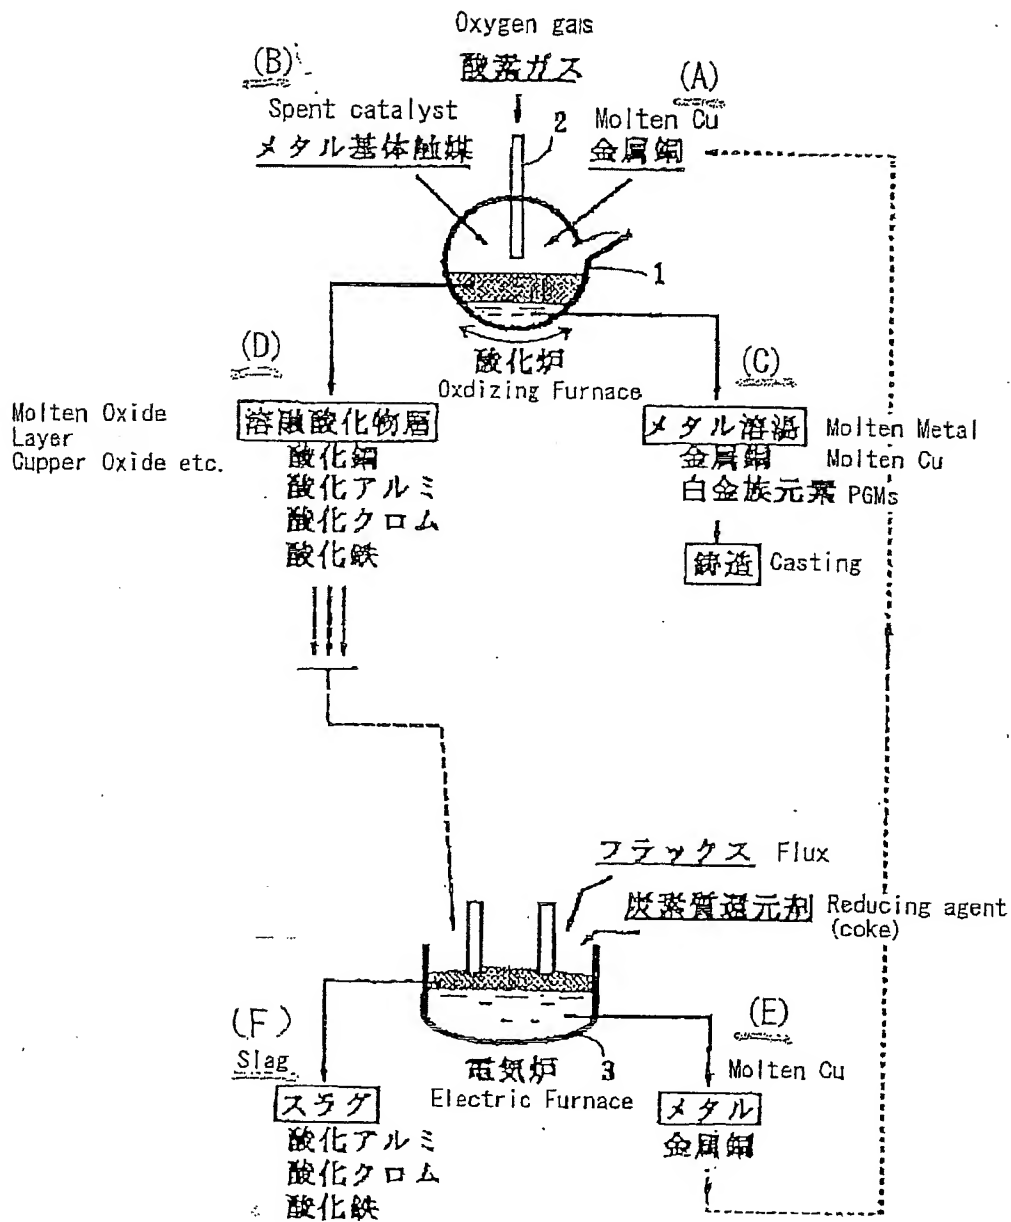 Oxygen gas
酸素ガス
(B)
Spent catalyst
メタル基体触媒
2
(A)
Molten Cu
金属銅
1
酸化炉
Oxdizing Furnace
(D)
Molten Oxide
Layer
Cupper Oxide etc.
溶融酸化物層
酸化銅
酸化アルミ
酸化クロム
酸化鉄
(C)
メタル溶湯 Molten Metal
金属銅 Molten Cu
白金族元素 PGMs
鋳造 Casting
フラックス Flux
炭素質還元剤 Reducing agent
(coke)
(F)
Slag
スラグ
酸化アルミ
酸化クロム
酸化鉄
電気炉 3
Electric Furnace
(E)
Molten Cu
メタル
金属銅